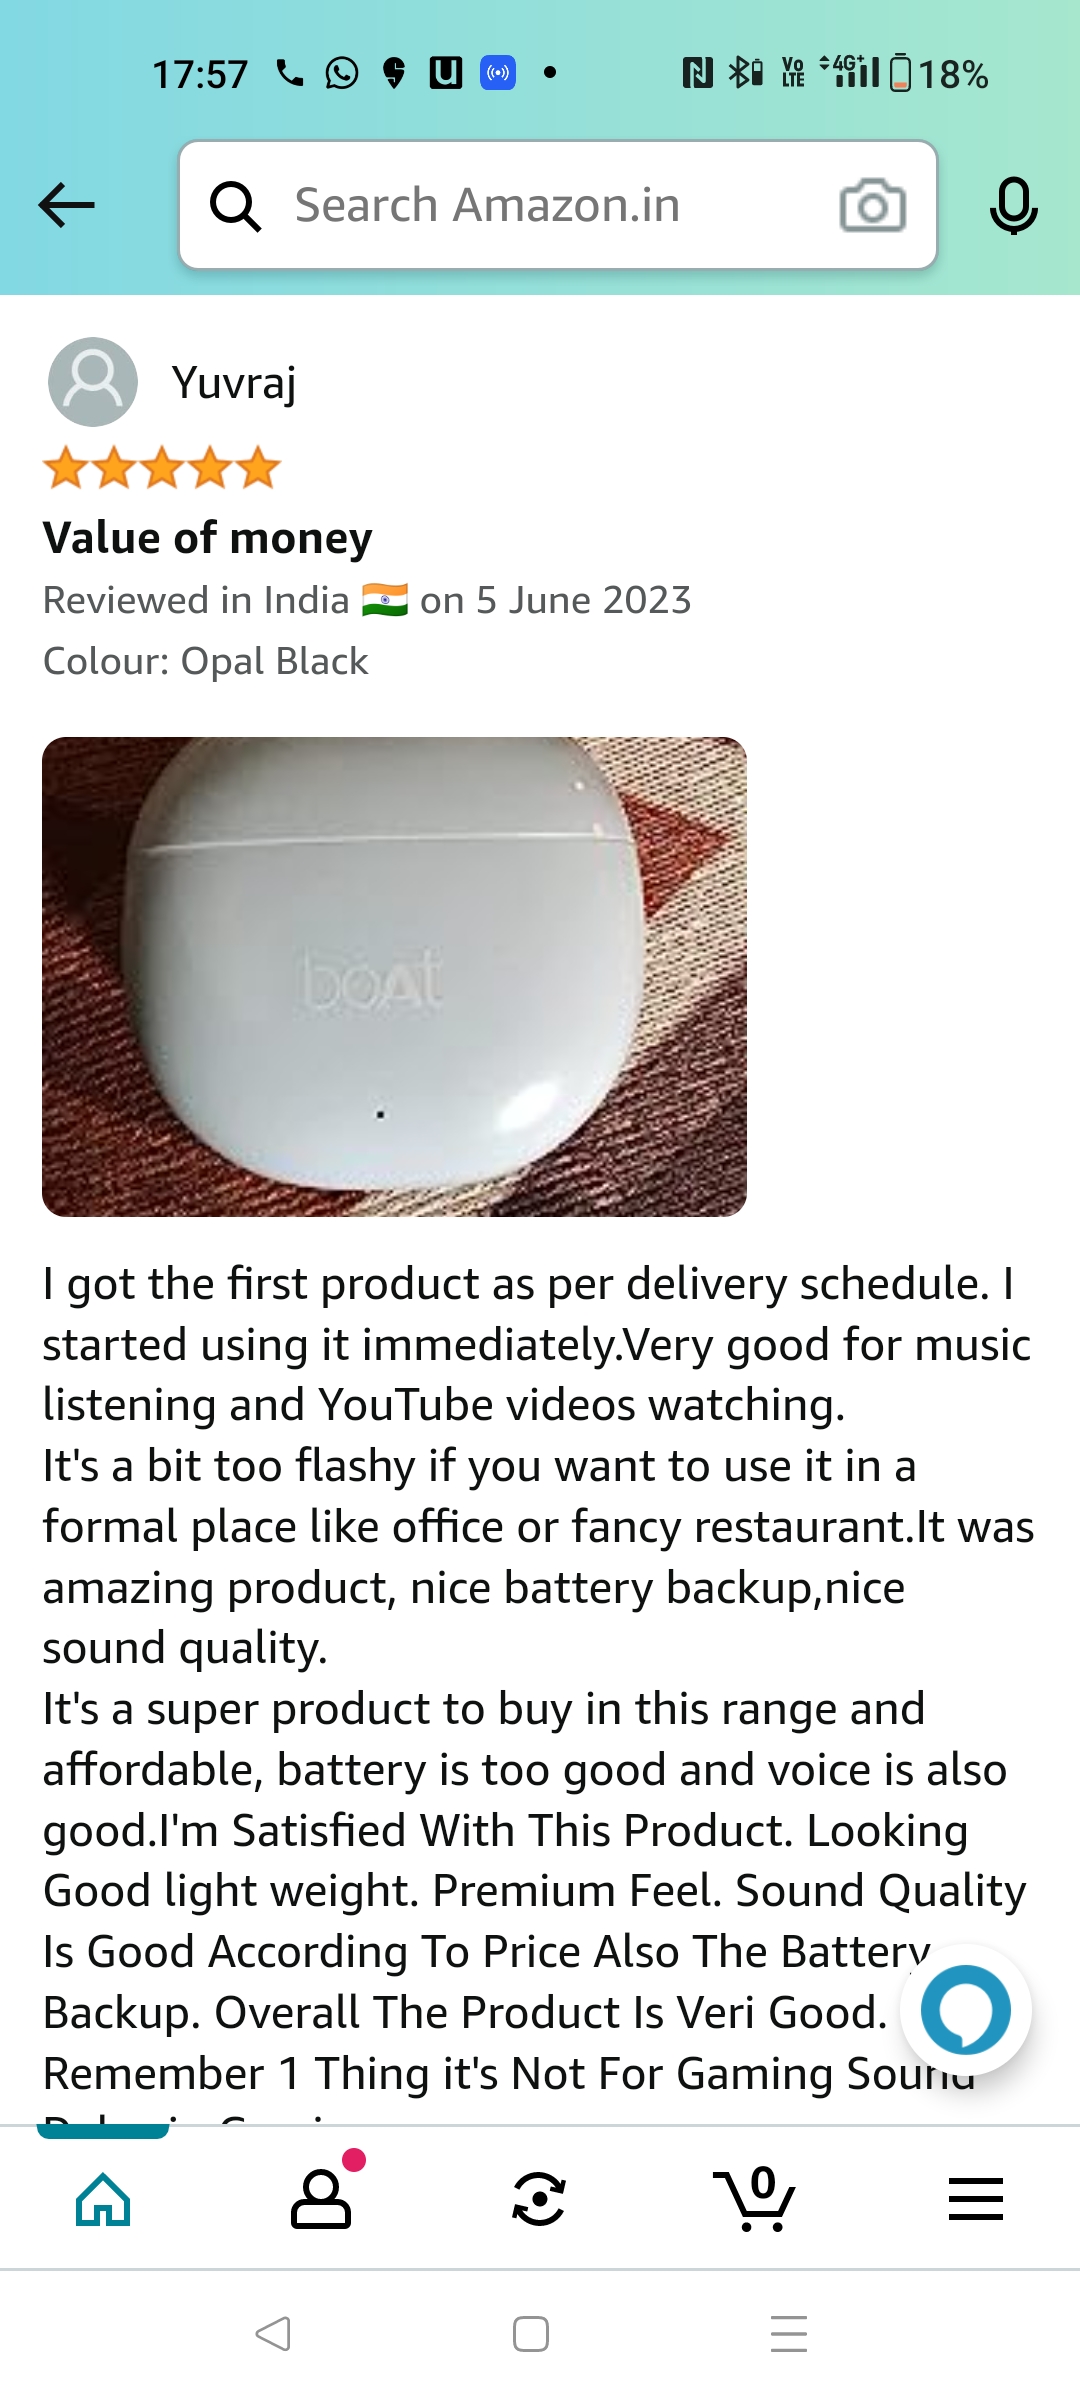 17:57 VoLTE 4G+ 18%
Search Amazon.in
Yuvraj
Value of money
Reviewed in India 🇮🇳 on 5 June 2023
Colour: Opal Black
boAt
I got the first product as per delivery schedule. I
started using it immediately.Very good for music
listening and YouTube videos watching.
It's a bit too flashy if you want to use it in a
formal place like office or fancy restaurant.It was
amazing product, nice battery backup,nice
sound quality.
It's a super product to buy in this range and
affordable, battery is too good and voice is also
good.I'm Satisfied With This Product. Looking
Good light weight. Premium Feel. Sound Quality
Is Good According To Price Also The Battery
Backup. Overall The Product Is Veri Good.
Remember 1 Thing it's Not For Gaming Sound
0